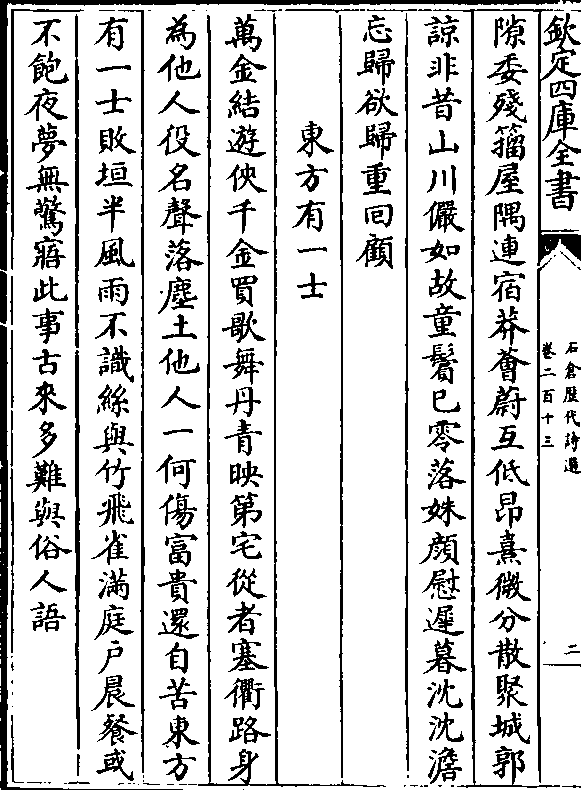 欽定四庫全書
石倉歷代詩選
卷二百十三
二
隙委殘籀屋隅連宿莽薈蔚互低昂熹微分散聚城郭
諒非昔山川儼如故童鬢已零落姝顔慰遲暮沈沈澹
忘歸欲歸重回顧
東方有一士
萬金結遊俠千金買歌舞丹青映第宅從者塞衢路身
為他人役名聲落塵土他人一何傷富貴還自苦東方
有一士敗垣半風雨不識絲與竹飛雀滿庭戶晨餐或
不飽夜夢無驚寤此事古來多難與俗人語